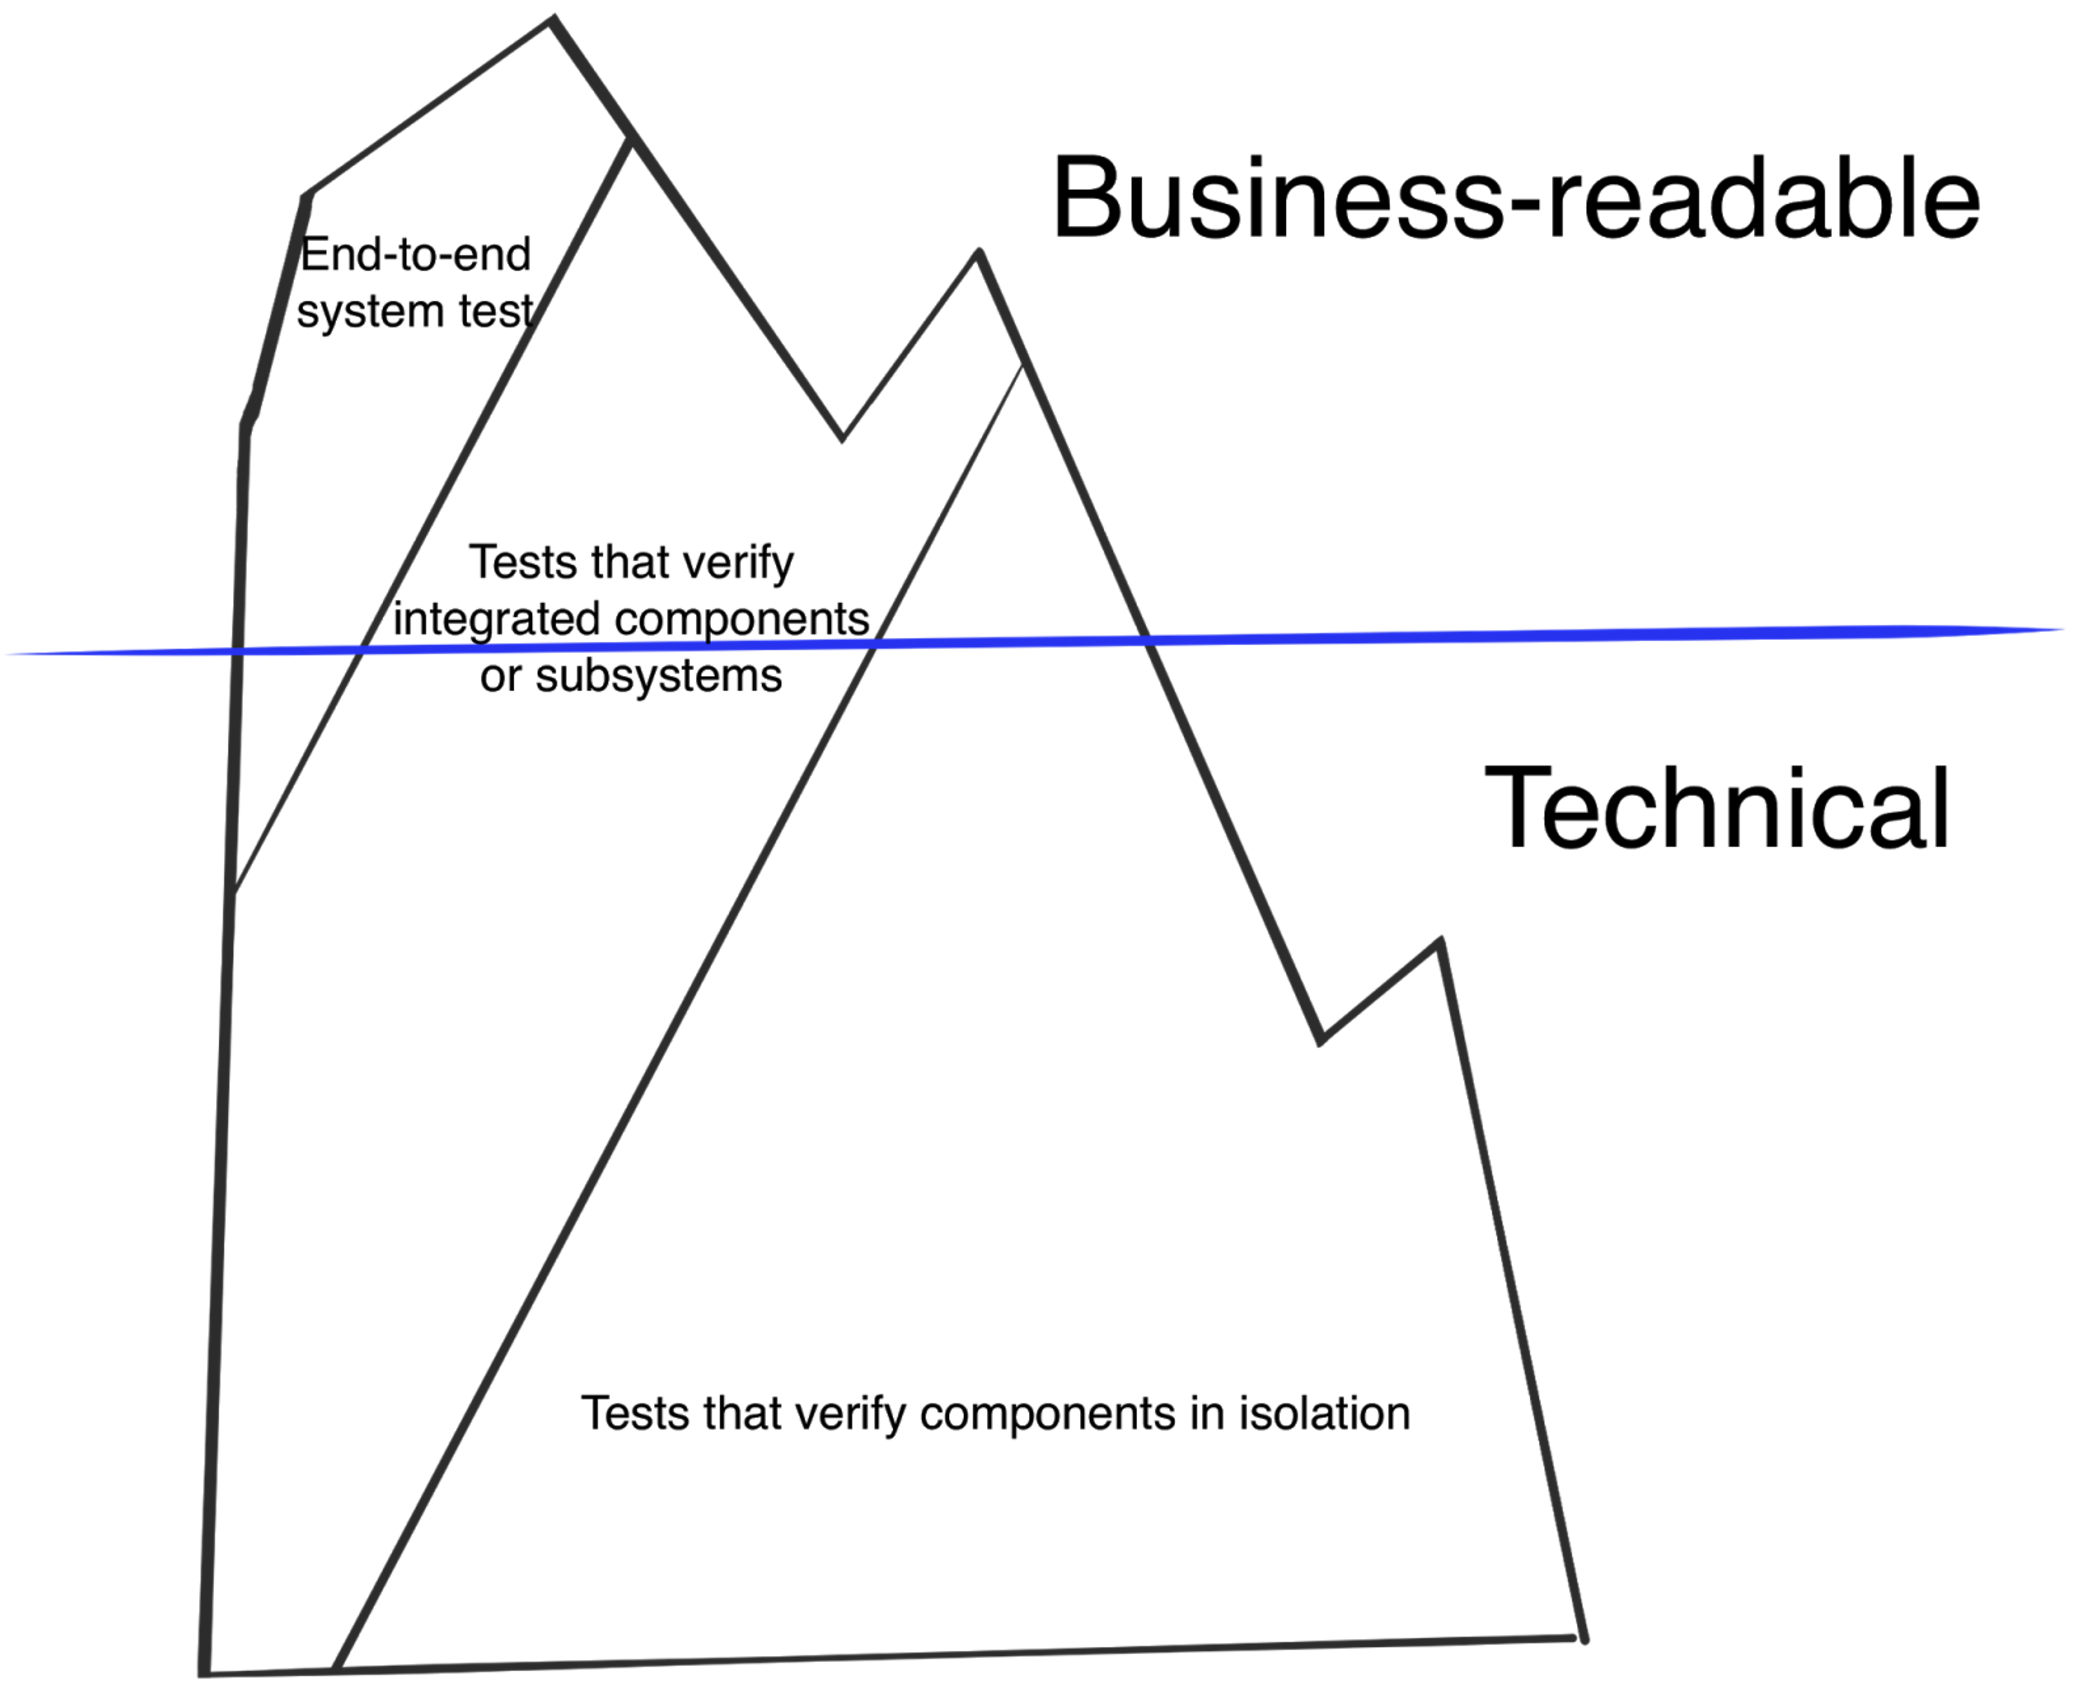 Business-readable
End-to-end
system test
Tests that verify
integrated components
or subsystems
Technical
Tests that verify components in isolation